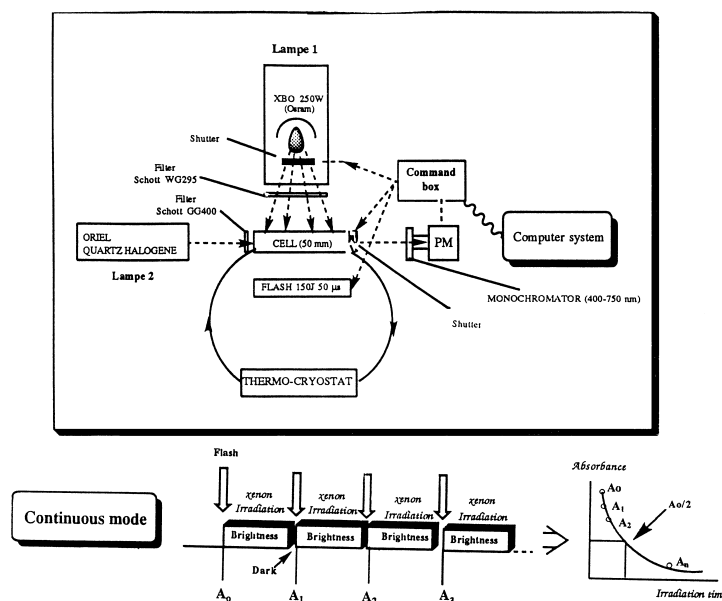 Lampe 1
XBO 250W
(Osram)
Shutter
Filter
Schott WG295
Filter
Schott GG400
Command
box
ORIEL
QUARTZ HALOGENE
CELL (50 mm)
PM
Computer system
Lampe 2
FLASH 150J 50 µs
MONOCHROMATOR (400-750 nm)
Shutter
THERMO-CRYOSTAT
Flash
Continuous mode
xenon
Irradiation
xenon
Irradiation
xenon
Irradiation
xenon
Irradiation
Brightness
Brightness
Brightness
Brightness
Dark
A₀
A₁
A₂
A₃
Absorbance
Ao
A₁
A₂
Ao/2
Aₙ
Irradiation tim